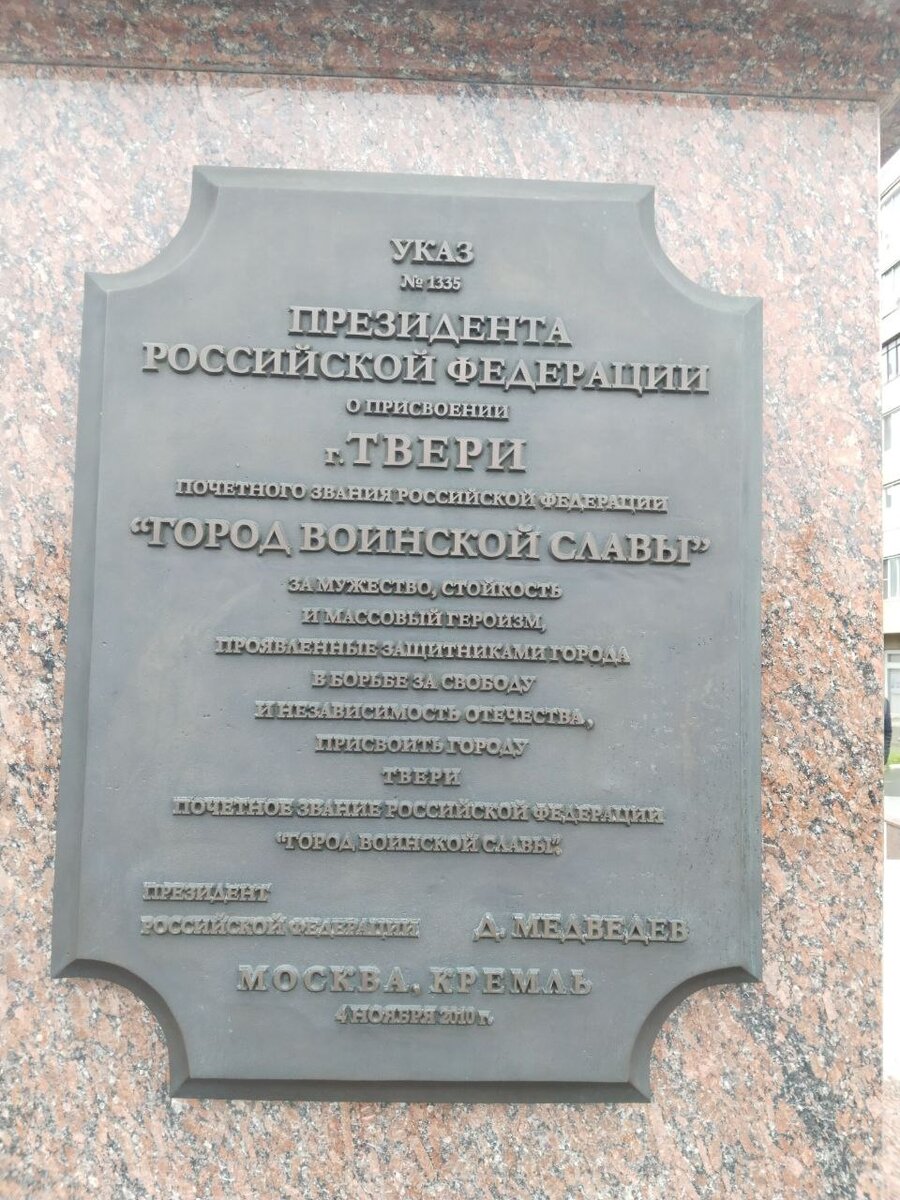 УКАЗ
№ 1335
ПРЕЗИДЕНТА
РОССИЙСКОЙ ФЕДЕРАЦИИ
О ПРИСВОЕНИИ
г. ТВЕРИ
ПОЧЕТНОГО ЗВАНИЯ РОССИЙСКОЙ ФЕДЕРАЦИИ
“ГОРОД ВОИНСКОЙ СЛАВЫ”
ЗА МУЖЕСТВО, СТОЙКОСТЬ
И МАССОВЫЙ ГЕРОИЗМ,
ПРОЯВЛЕННЫЕ ЗАЩИТНИКАМИ ГОРОДА
В БОРЬБЕ ЗА СВОБОДУ
И НЕЗАВИСИМОСТЬ ОТЕЧЕСТВА,
ПРИСВОИТЬ ГОРОДУ
ТВЕРИ
ПОЧЕТНОЕ ЗВАНИЕ РОССИЙСКОЙ ФЕДЕРАЦИИ
“ГОРОД ВОИНСКОЙ СЛАВЫ”.
ПРЕЗИДЕНТ
РОССИЙСКОЙ ФЕДЕРАЦИИ Д. МЕДВЕДЕВ
МОСКВА, КРЕМЛЬ
4 НОЯБРЯ 2010 г.